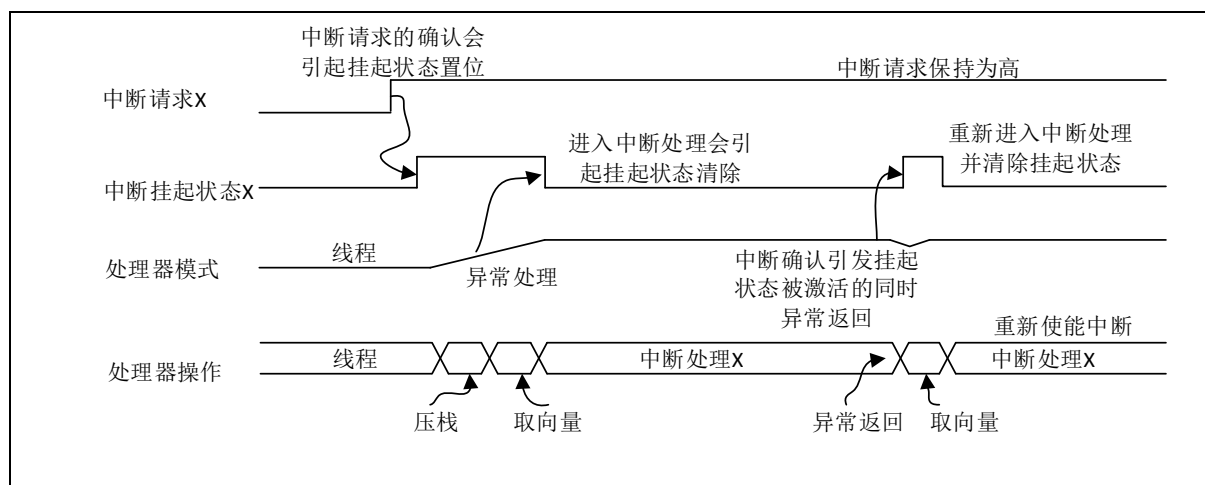 中断请求的确认会
引起挂起状态置位
中断请求保持为高
中断请求X
进入中断处理会引
起挂起状态清除
重新进入中断处理
并清除挂起状态
中断挂起状态X
线程
处理器模式
异常处理
中断确认引发挂起
状态被激活的同时
异常返回
重新使能中断
处理器操作
线程
中断处理X
中断处理X
压栈
取向量
异常返回
取向量